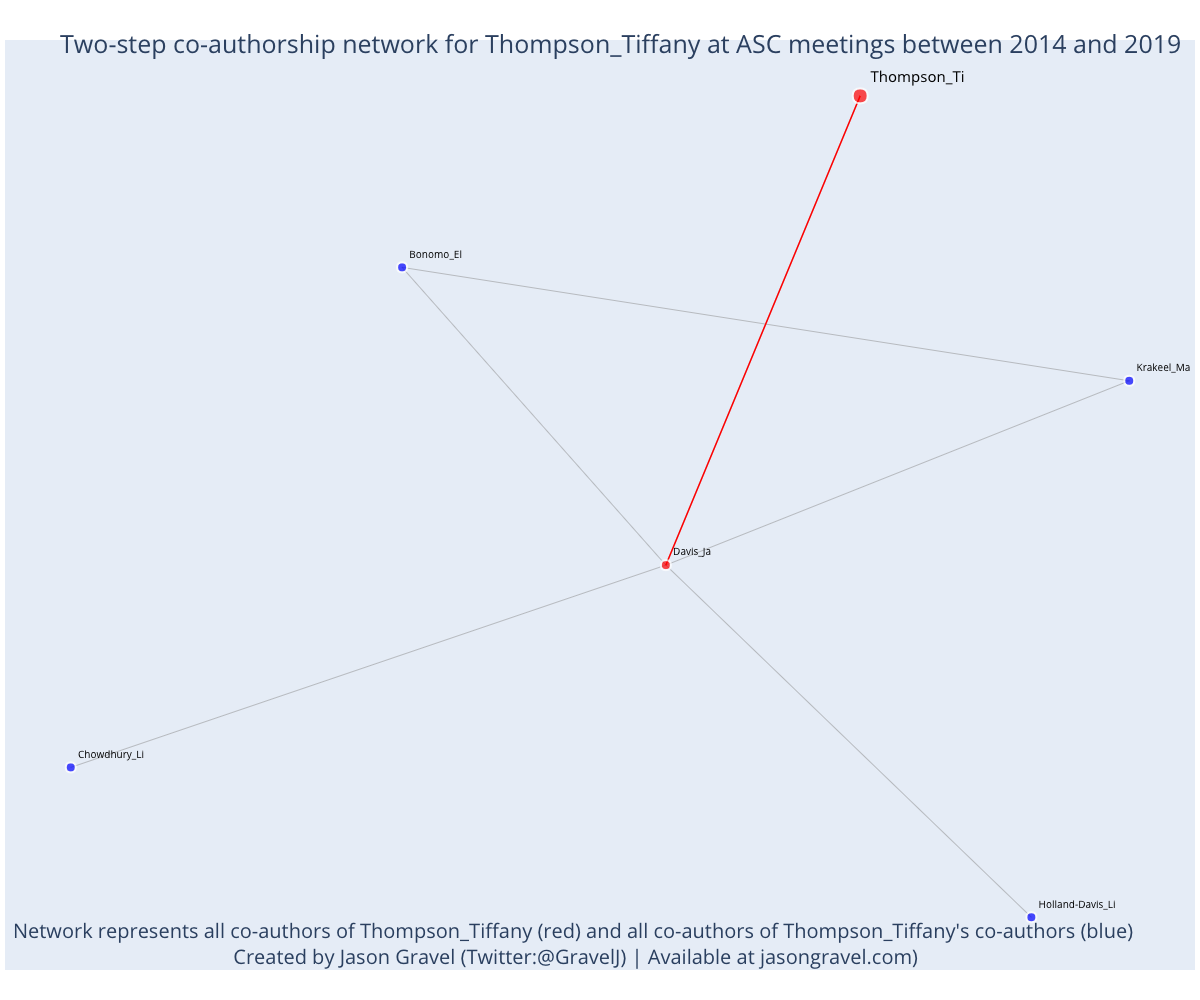 Two-step co-authorship network for Thompson_Tiffany at ASC meetings between 2014 and 2019
Thompson_Ti
Bonomo_El
Krakeel_Ma
Davis_Ja
Chowdhury_Li
Holland-Davis_Li
Network represents all co-authors of Thompson_Tiffany (red) and all co-authors of Thompson_Tiffany's co-authors (blue)
Created by Jason Gravel (Twitter:@GravelJ) | Available at jasongravel.com)